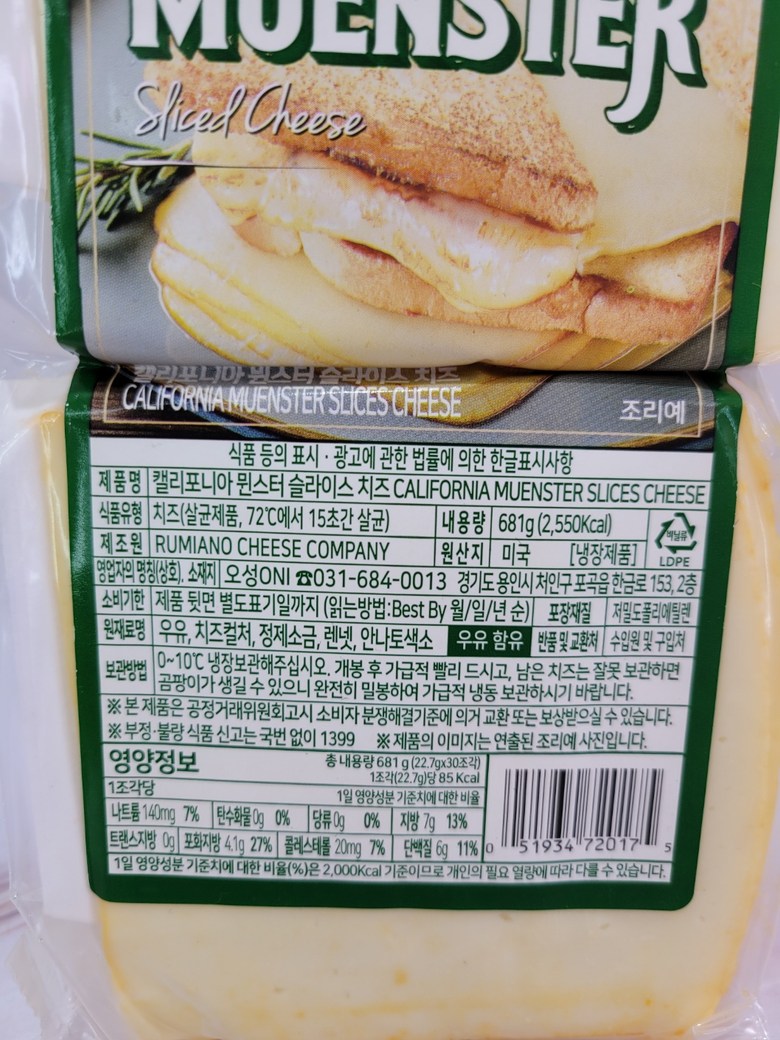 MUENSTER
Sliced Cheese
캘리포니아 뮌스터 슬라이스 치즈
CALIFORNIA MUENSTER SLICES CHEESE
조리예
식품 등의 표시 · 광고에 관한 법률에 의한 한글표시사항
제품명 캘리포니아 뮌스터 슬라이스 치즈 CALIFORNIA MUENSTER SLICES CHEESE
식품유형 치즈(살균제품, 72℃에서 15초간 살균) 내용량 681g (2,550Kcal)
비닐류
LDPE
제조원 RUMIANO CHEESE COMPANY 원산지 미국 [냉장제품]
영업자의 명칭(상호), 소재지 오성ONI ☎031-684-0013 경기도 용인시 처인구 포곡읍 한금로 153, 2층
소비기한 제품 뒷면 별도표기일까지 (읽는방법:Best By 월/일/년 순) 포장재질 저밀도폴리에틸렌
원재료명 우유, 치즈컬처, 정제소금, 렌넷, 안나토색소 우유 함유 반품 및 교환처 수입원 및 구입처
보관방법 0~10℃ 냉장보관해주십시오. 개봉 후 가급적 빨리 드시고, 남은 치즈는 잘못 보관하면
곰팡이가 생길 수 있으니 완전히 밀봉하여 가급적 냉동 보관하시기 바랍니다.
※ 본 제품은 공정거래위원회고시 소비자 분쟁해결기준에 의거 교환 또는 보상받으실 수 있습니다.
※ 부정·불량 식품 신고는 국번 없이 1399 ※ 제품의 이미지는 연출된 조리예 사진입니다.
영양정보 총 내용량 681 g (22.7gx30조각)
1조각(22.7g)당 85 Kcal
1조각당 1일 영양성분 기준치에 대한 비율
나트륨 140mg 7% 탄수화물 0g 0% 당류 0g 0% 지방 7g 13%
트랜스지방 0g 포화지방 4.1g 27% 콜레스테롤 20mg 7% 단백질 6g 11%
1일 영양성분 기준치에 대한 비율(%)은 2,000Kcal 기준이므로 개인의 필요 열량에 따라 다를 수 있습니다.
0 51934 72017 5